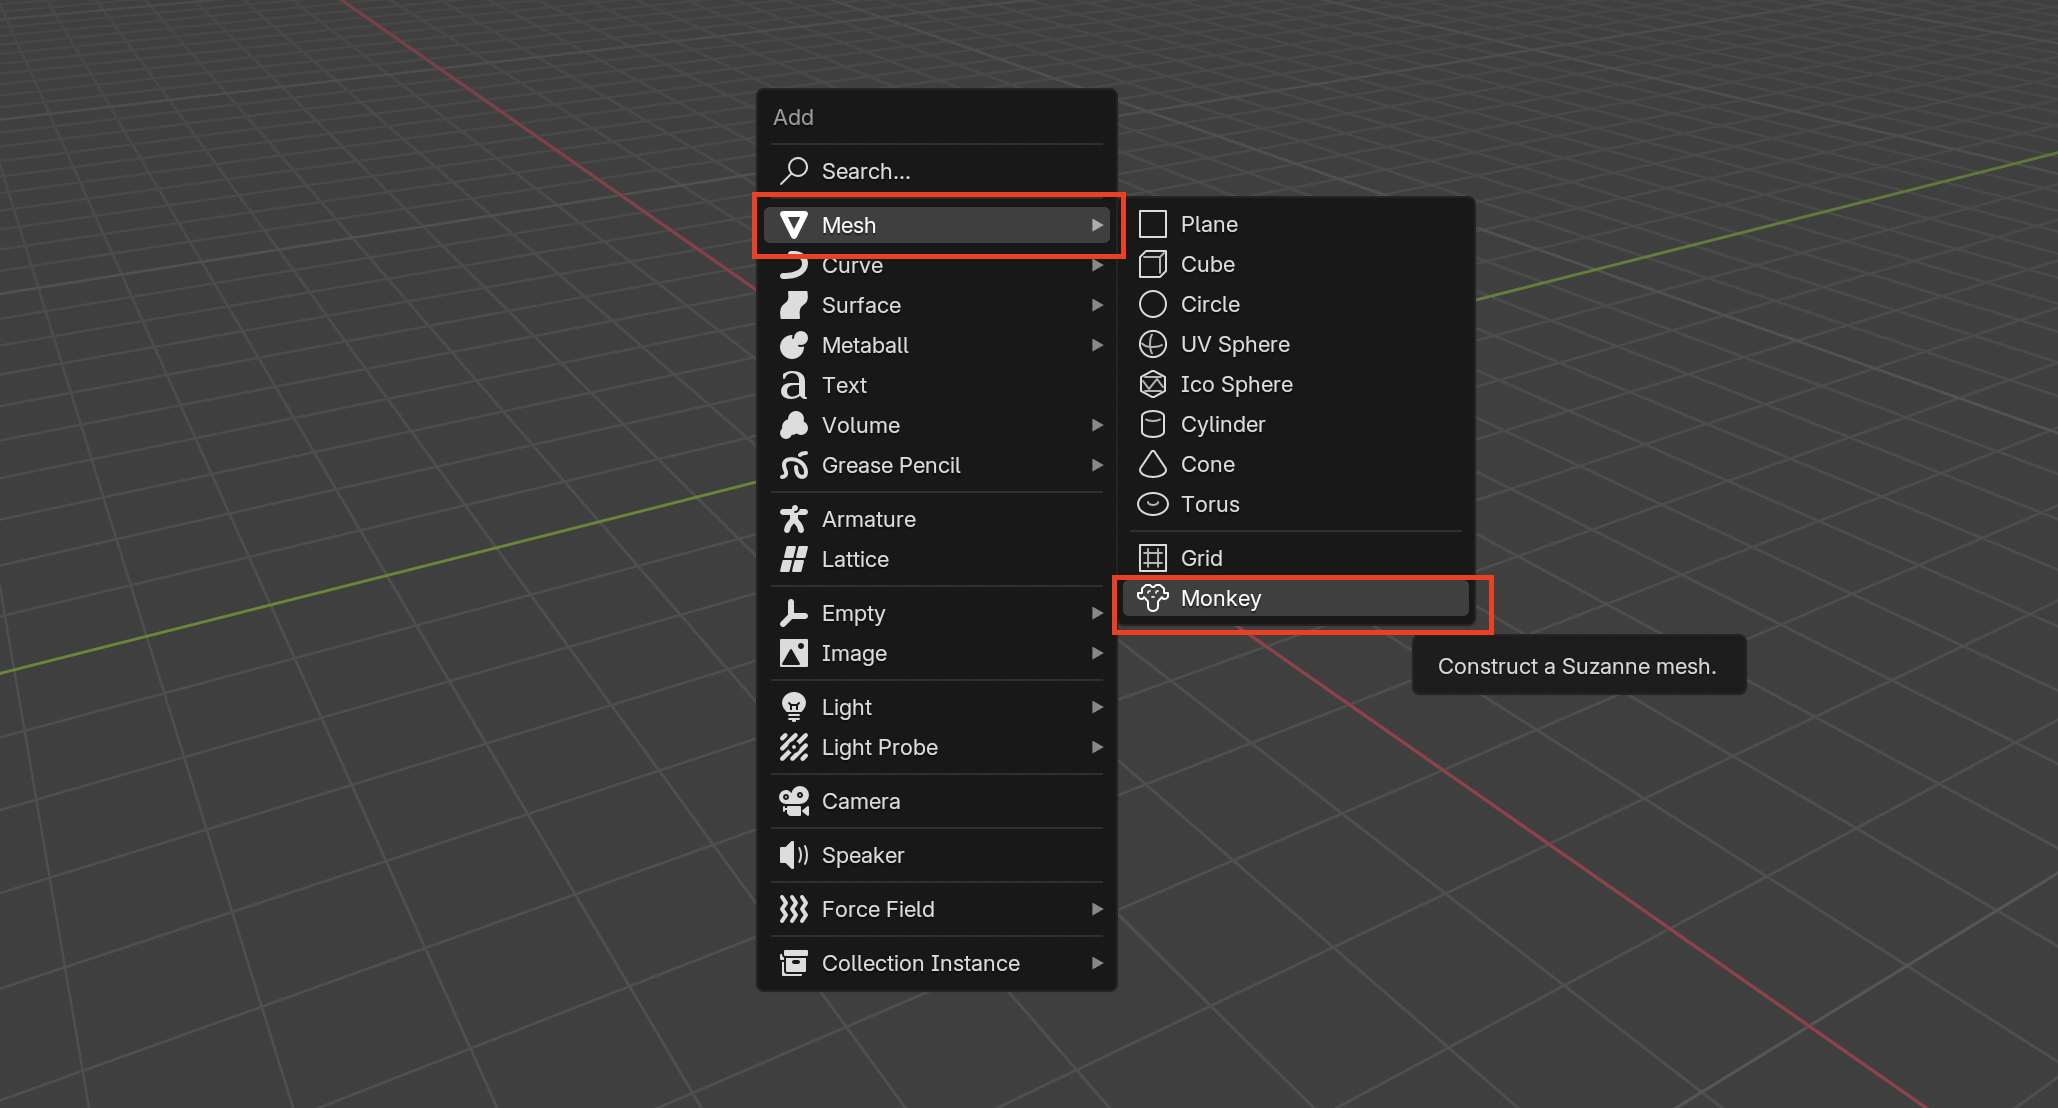 Add
Search...
Mesh
Curve
Surface
Metaball
Text
Volume
Grease Pencil
Armature
Lattice
Empty
Image
Light
Light Probe
Camera
Speaker
Force Field
Collection Instance
Plane
Cube
Circle
UV Sphere
Ico Sphere
Cylinder
Cone
Torus
Grid
Monkey
Construct a Suzanne mesh.